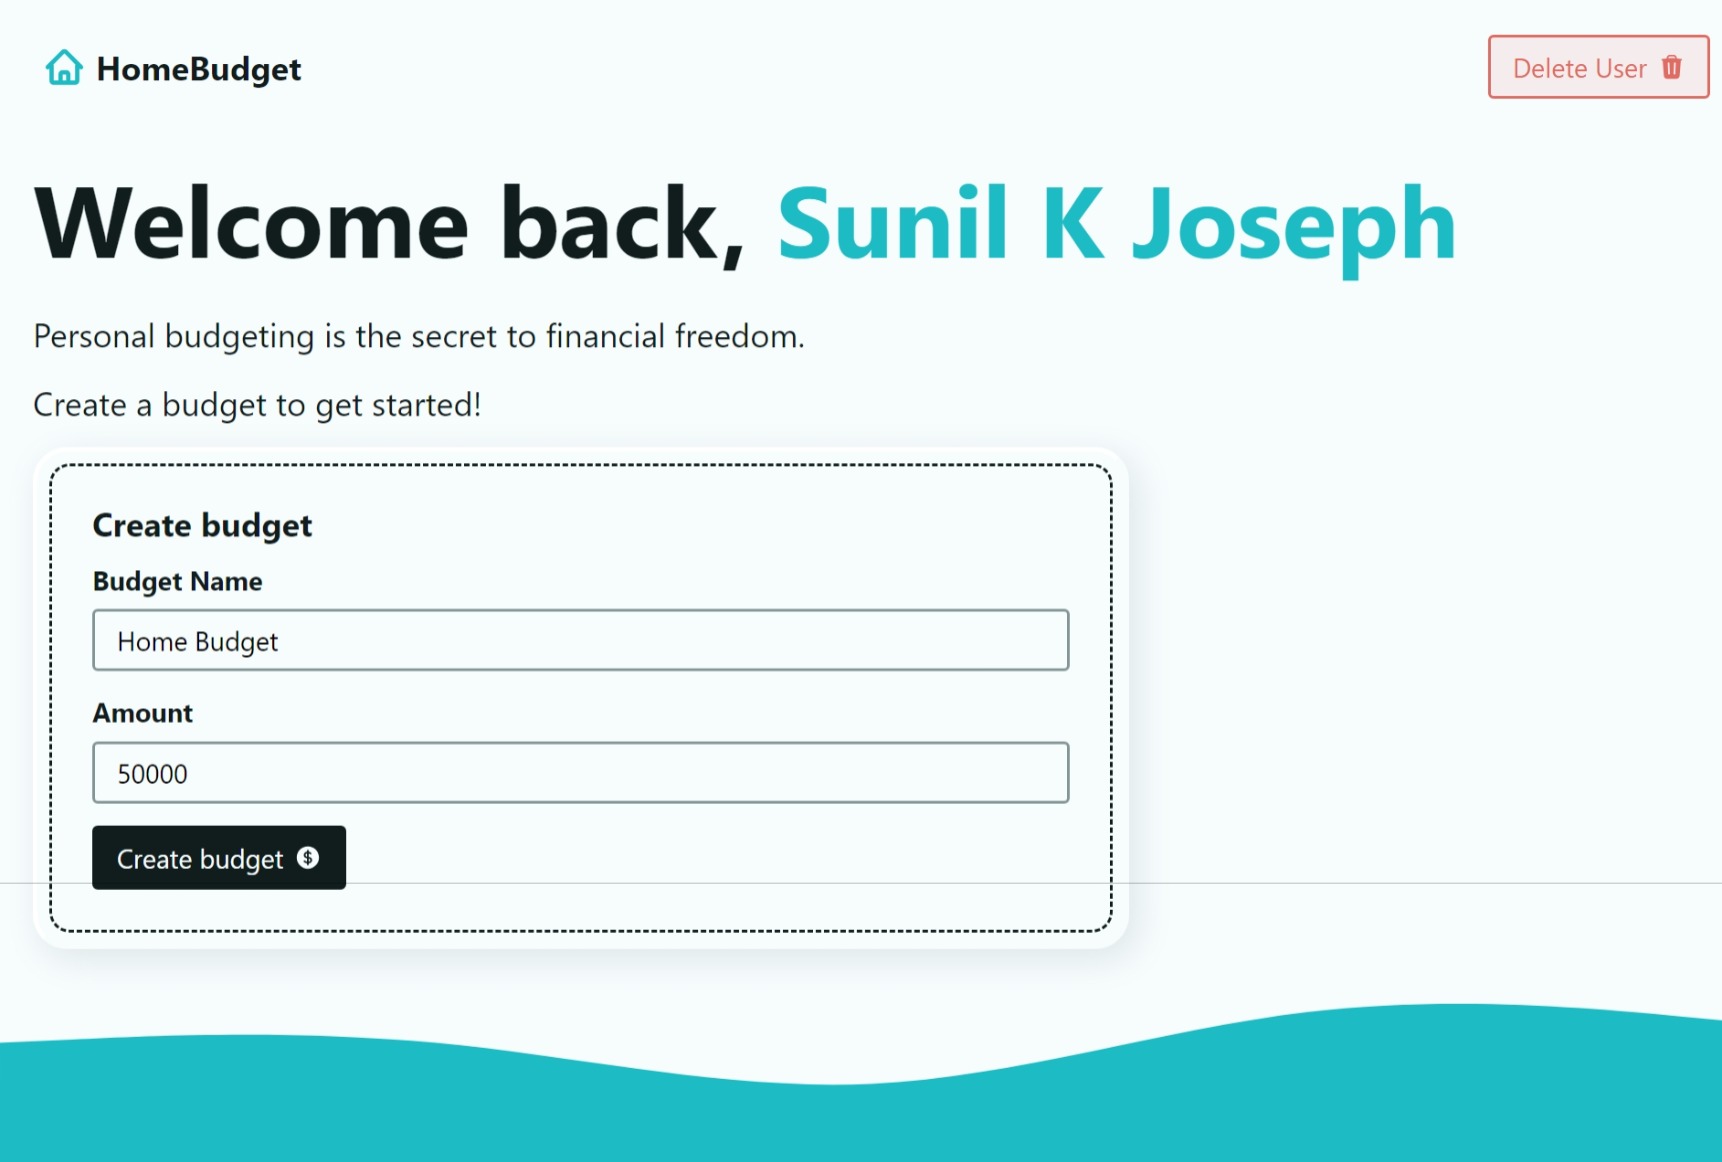 HomeBudget
Delete User
Welcome back, Sunil K Joseph
Personal budgeting is the secret to financial freedom.
Create a budget to get started!
Create budget
Budget Name
Home Budget
Amount
50000
Create budget $